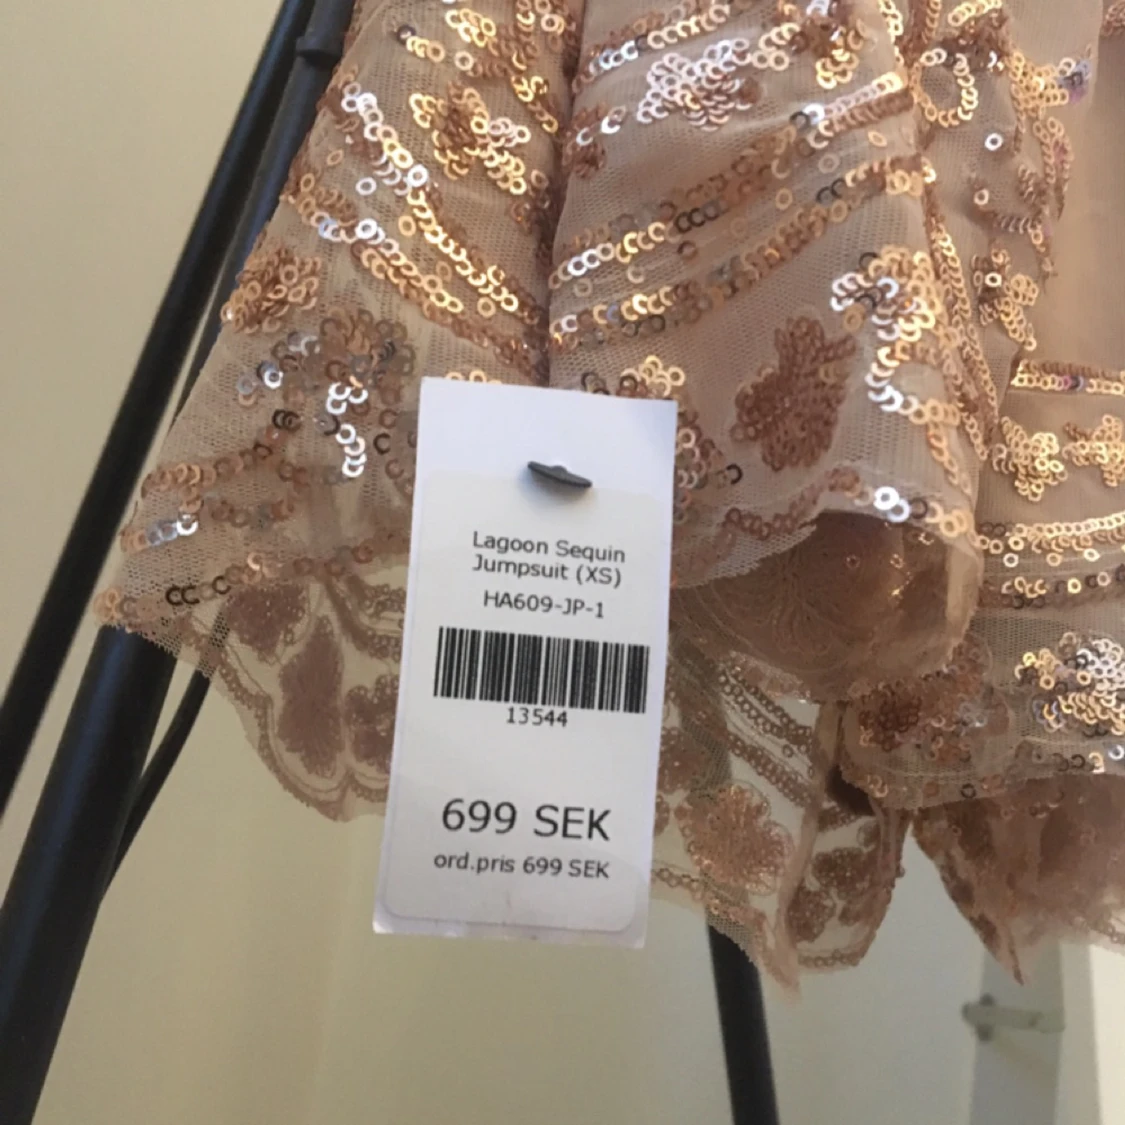 Lagoon Sequin
Jumpsuit (XS)
HA609-JP-1
13544
699 SEK
ord.pris 699 SEK